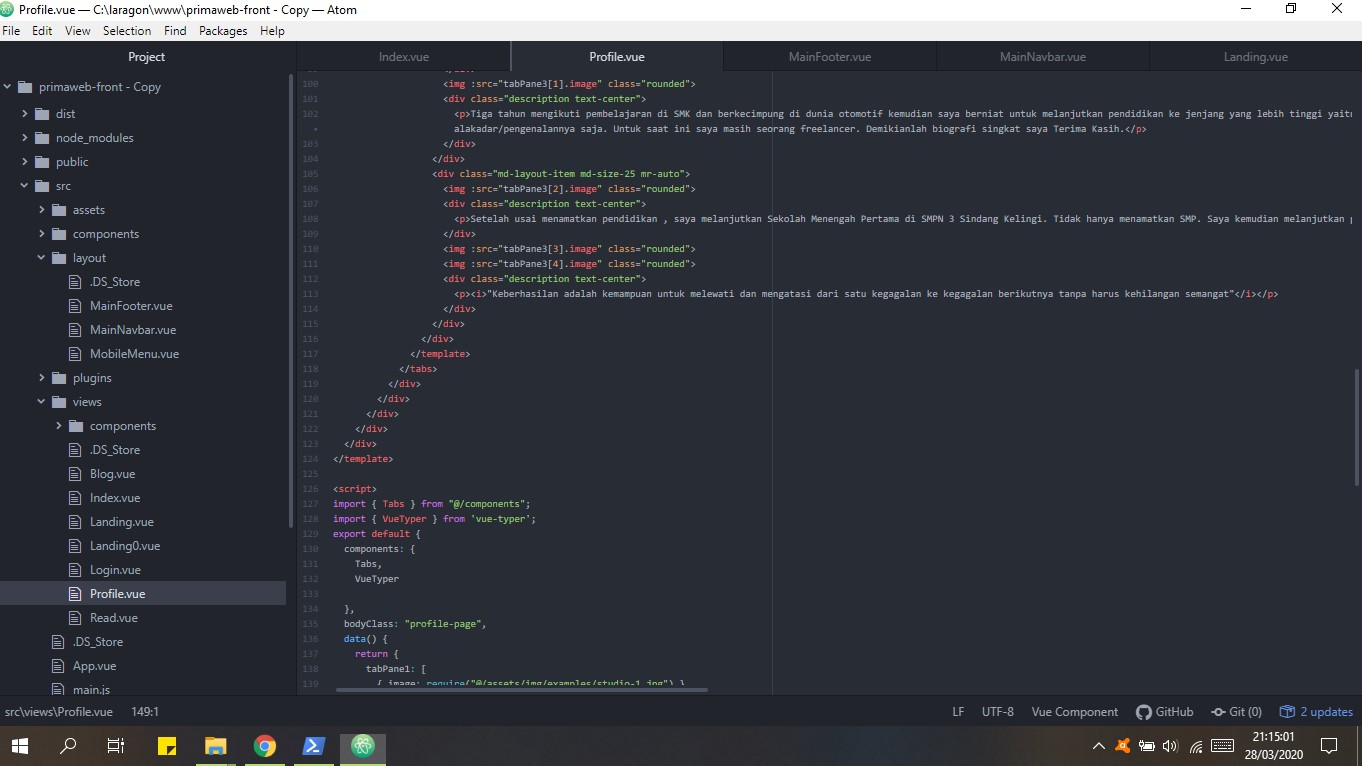 Profile.vue — C:\laragon\www\primaweb-front - Copy — Atom
File Edit View Selection Find Packages Help
Project
Index.vue Profile.vue MainFooter.vue MainNavbar.vue Landing.vue
primaweb-front - Copy
dist
node_modules
public
src
assets
components
layout
.DS_Store
MainFooter.vue
MainNavbar.vue
MobileMenu.vue
plugins
views
components
.DS_Store
Blog.vue
Index.vue
Landing.vue
Landing0.vue
Login.vue
Profile.vue
Read.vue
.DS_Store
App.vue
main.js
100 <img :src="tabPane3[1].image" class="rounded">
101 <div class="description text-center">
102 <p>Tiga tahun mengikuti pembelajaran di SMK dan berkecimpung di dunia otomotif kemudian saya berniat untuk melanjutkan pendidikan ke jenjang yang lebih tinggi
• alakadar/pengenalannya saja. Untuk saat ini saya masih seorang freelancer. Demikianlah biografi singkat saya Terima Kasih.</p>
103 </div>
104 </div>
105 <div class="md-layout-item md-size-25 mr-auto">
106 <img :src="tabPane3[2].image" class="rounded">
107 <div class="description text-center">
108 <p>Setelah usai menamatkan pendidikan , saya melanjutkan Sekolah Menengah Pertama di SMPN 3 Sindang Kelingi. Tidak hanya menamatkan SMP. Saya kemudian melanjutkan
109 </div>
110 <img :src="tabPane3[3].image" class="rounded">
111 <img :src="tabPane3[4].image" class="rounded">
112 <div class="description text-center">
113 <p><i>"Keberhasilan adalah kemampuan untuk melewati dan mengatasi dari satu kegagalan ke kegagalan berikutnya tanpa harus kehilangan semangat"</i></p>
114 </div>
115 </div>
116 </div>
117 </template>
118 </tabs>
119 </div>
120 </div>
121 </div>
122 </div>
123 </div>
124 </template>
125
126 <script>
127 import { Tabs } from "@/components";
128 import { VueTyper } from 'vue-typer';
129 export default {
130 components: {
131 Tabs,
132 VueTyper
133
134 },
135 bodyClass: "profile-page",
136 data() {
137 return {
138 tabPane1: [
139 { image: require("@/assets/img/examples/studio-1.jpg") }
src\views\Profile.vue 149:1
LF UTF-8 Vue Component GitHub Git (0) 2 updates
21:15:01
28/03/2020